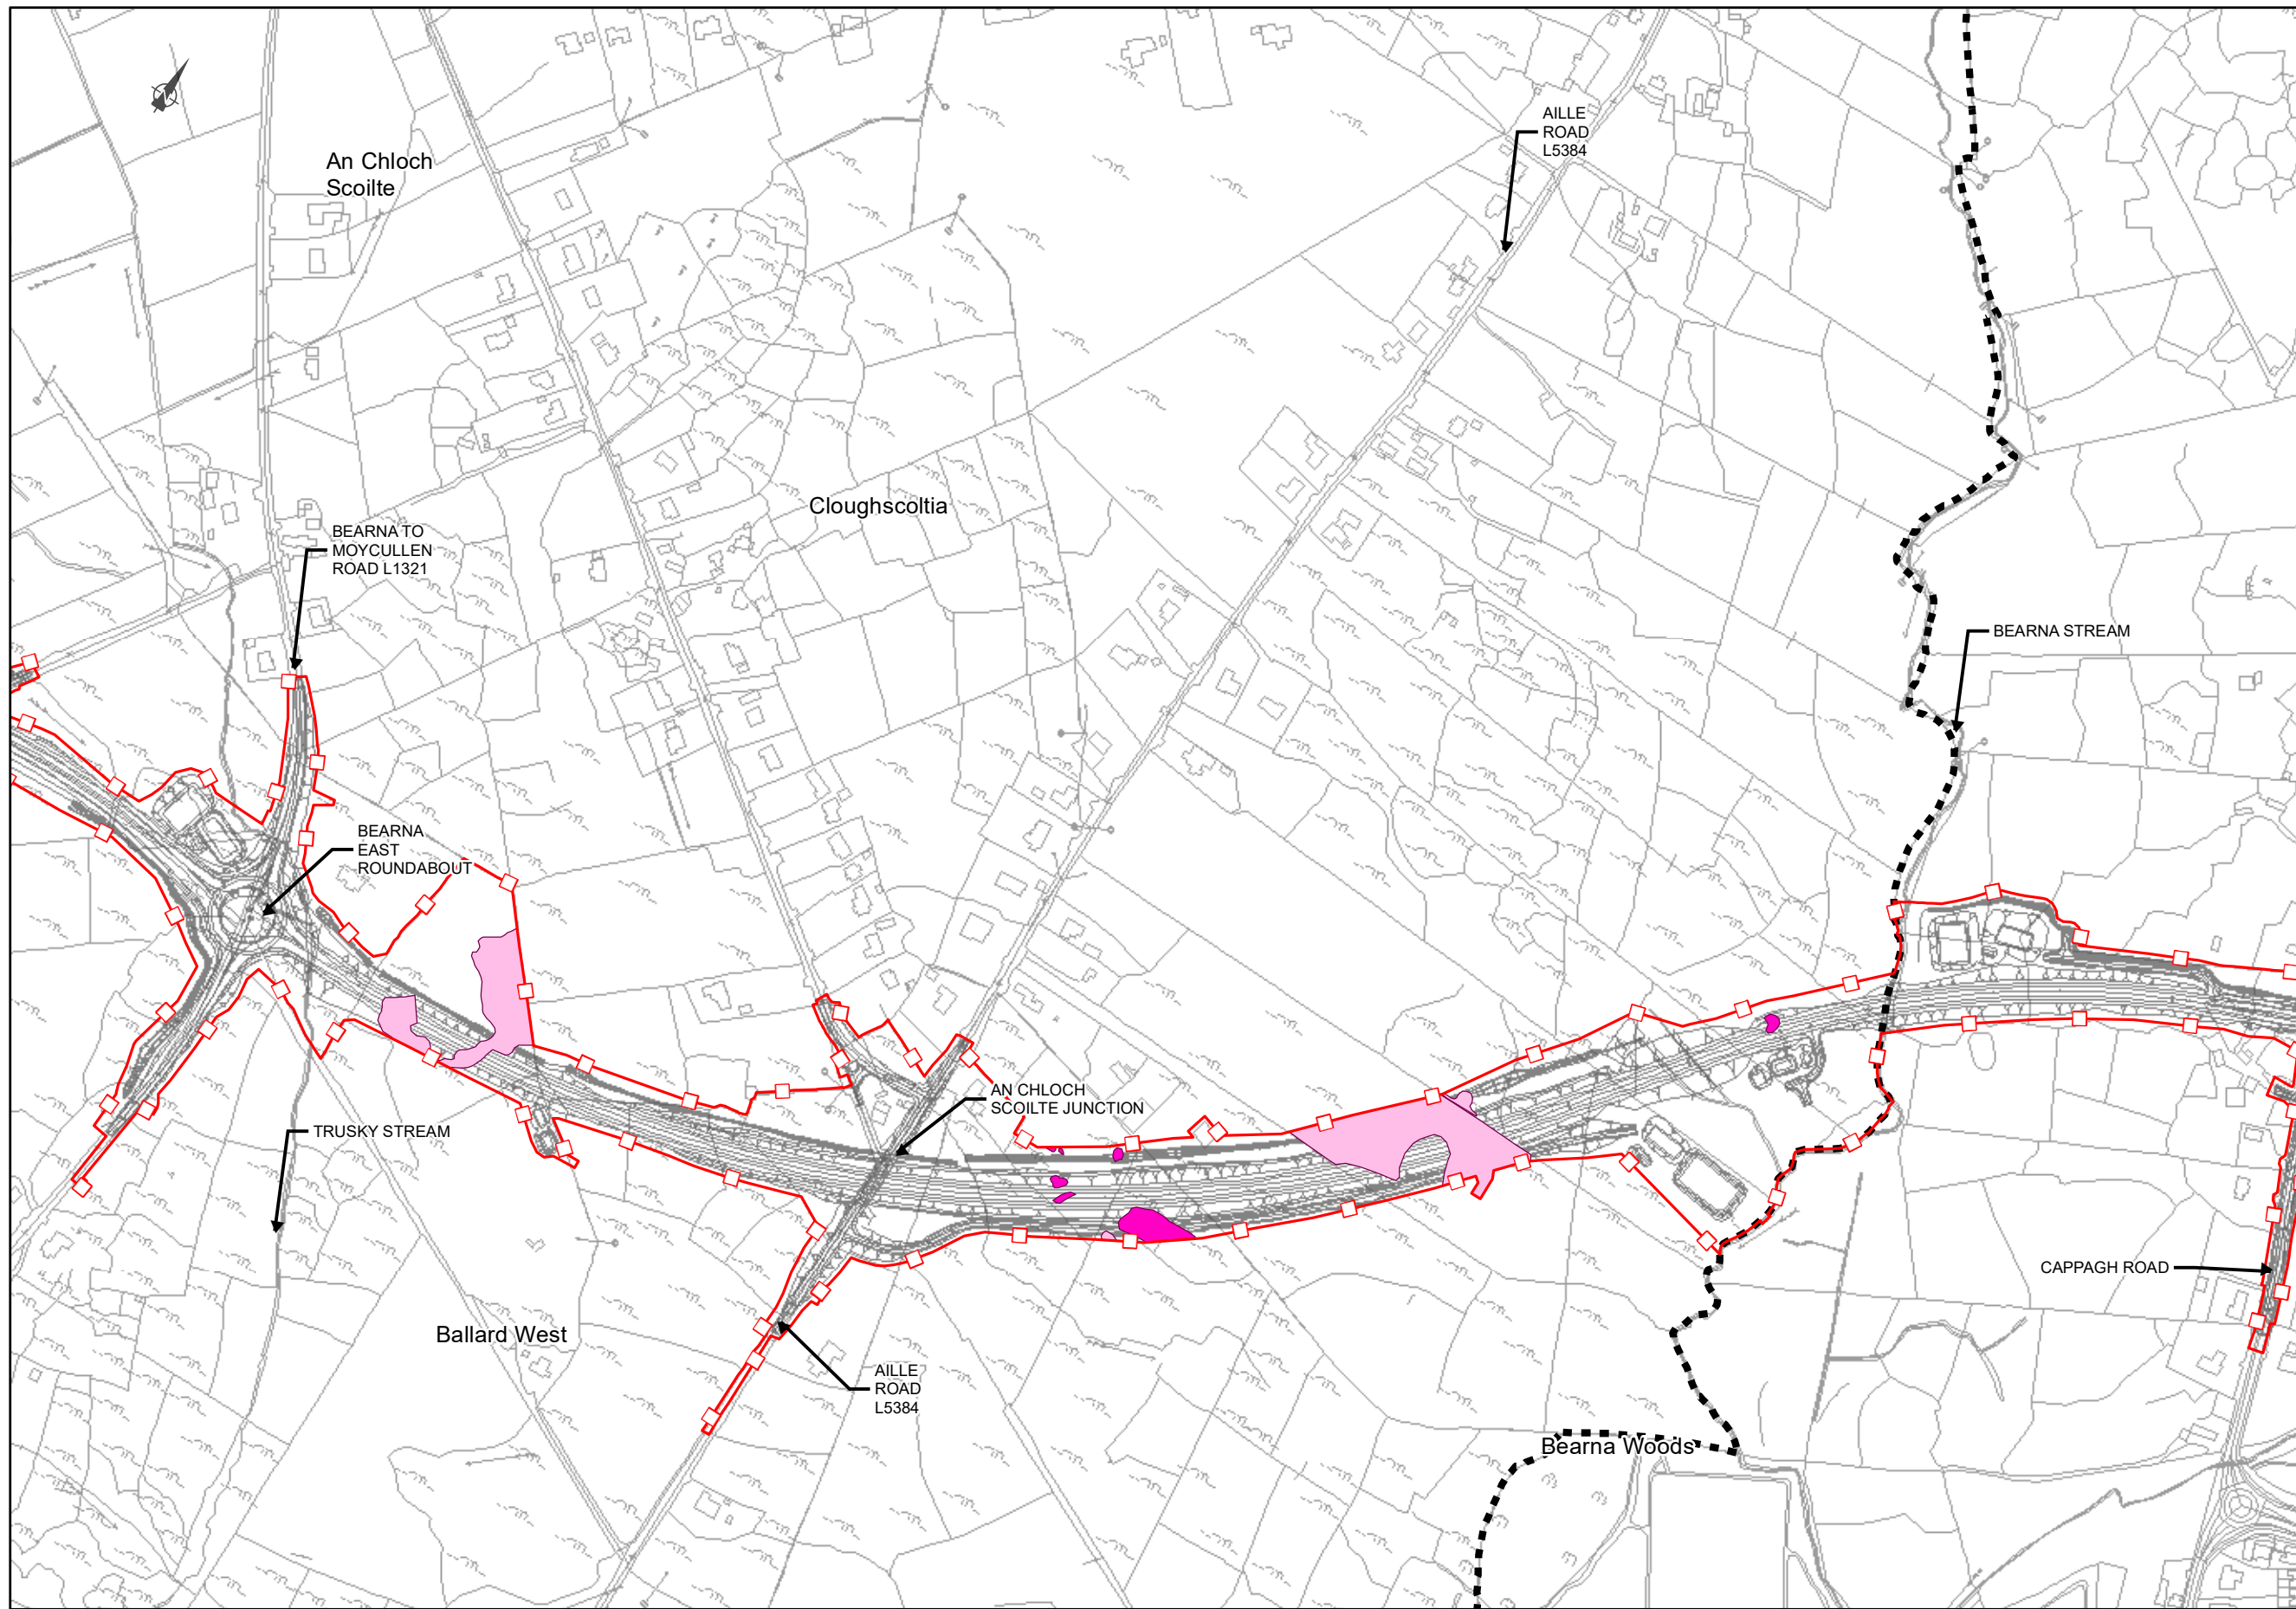 An Chloch
Scoilte
AILLE
ROAD
L5384
Cloughscoltia
BEARNA TO
MOYCULLEN
ROAD L1321
BEARNA STREAM
BEARNA
EAST
ROUNDABOUT
AN CHLOCH
SCOILTE JUNCTION
TRUSKY STREAM
CAPPAGH ROAD
Ballard West
AILLE
ROAD
L5384
Bearna Woods